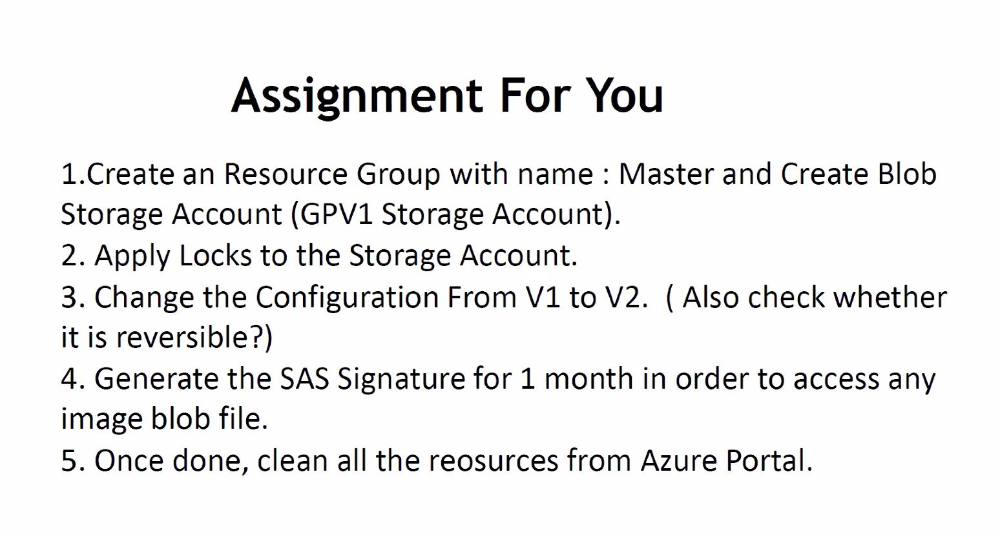 Assignment For You
1.Create an Resource Group with name : Master and Create Blob
Storage Account (GPV1 Storage Account).
2. Apply Locks to the Storage Account.
3. Change the Configuration From V1 to V2.  ( Also check whether
it is reversible?)
4. Generate the SAS Signature for 1 month in order to access any
image blob file.
5. Once done, clean all the reosurces from Azure Portal.